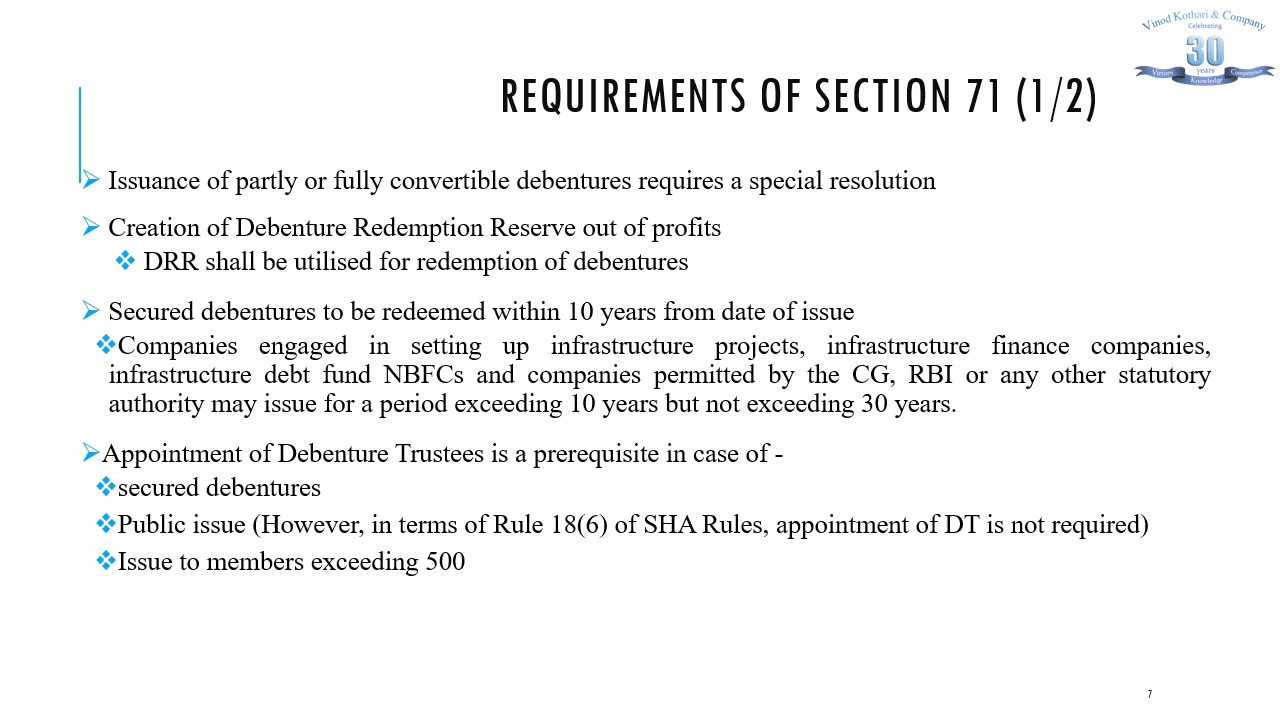 Vinod Kothari & Company
Celebrating
30
years
Virtues
Knowledge
Competence
REQUIREMENTS OF SECTION 71 (1/2)
Issuance of partly or fully convertible debentures requires a special resolution
Creation of Debenture Redemption Reserve out of profits
DRR shall be utilised for redemption of debentures
Secured debentures to be redeemed within 10 years from date of issue
Companies engaged in setting up infrastructure projects, infrastructure finance companies,
infrastructure debt fund NBFCs and companies permitted by the CG, RBI or any other statutory
authority may issue for a period exceeding 10 years but not exceeding 30 years.
Appointment of Debenture Trustees is a prerequisite in case of -
secured debentures
Public issue (However, in terms of Rule 18(6) of SHA Rules, appointment of DT is not required)
Issue to members exceeding 500
7